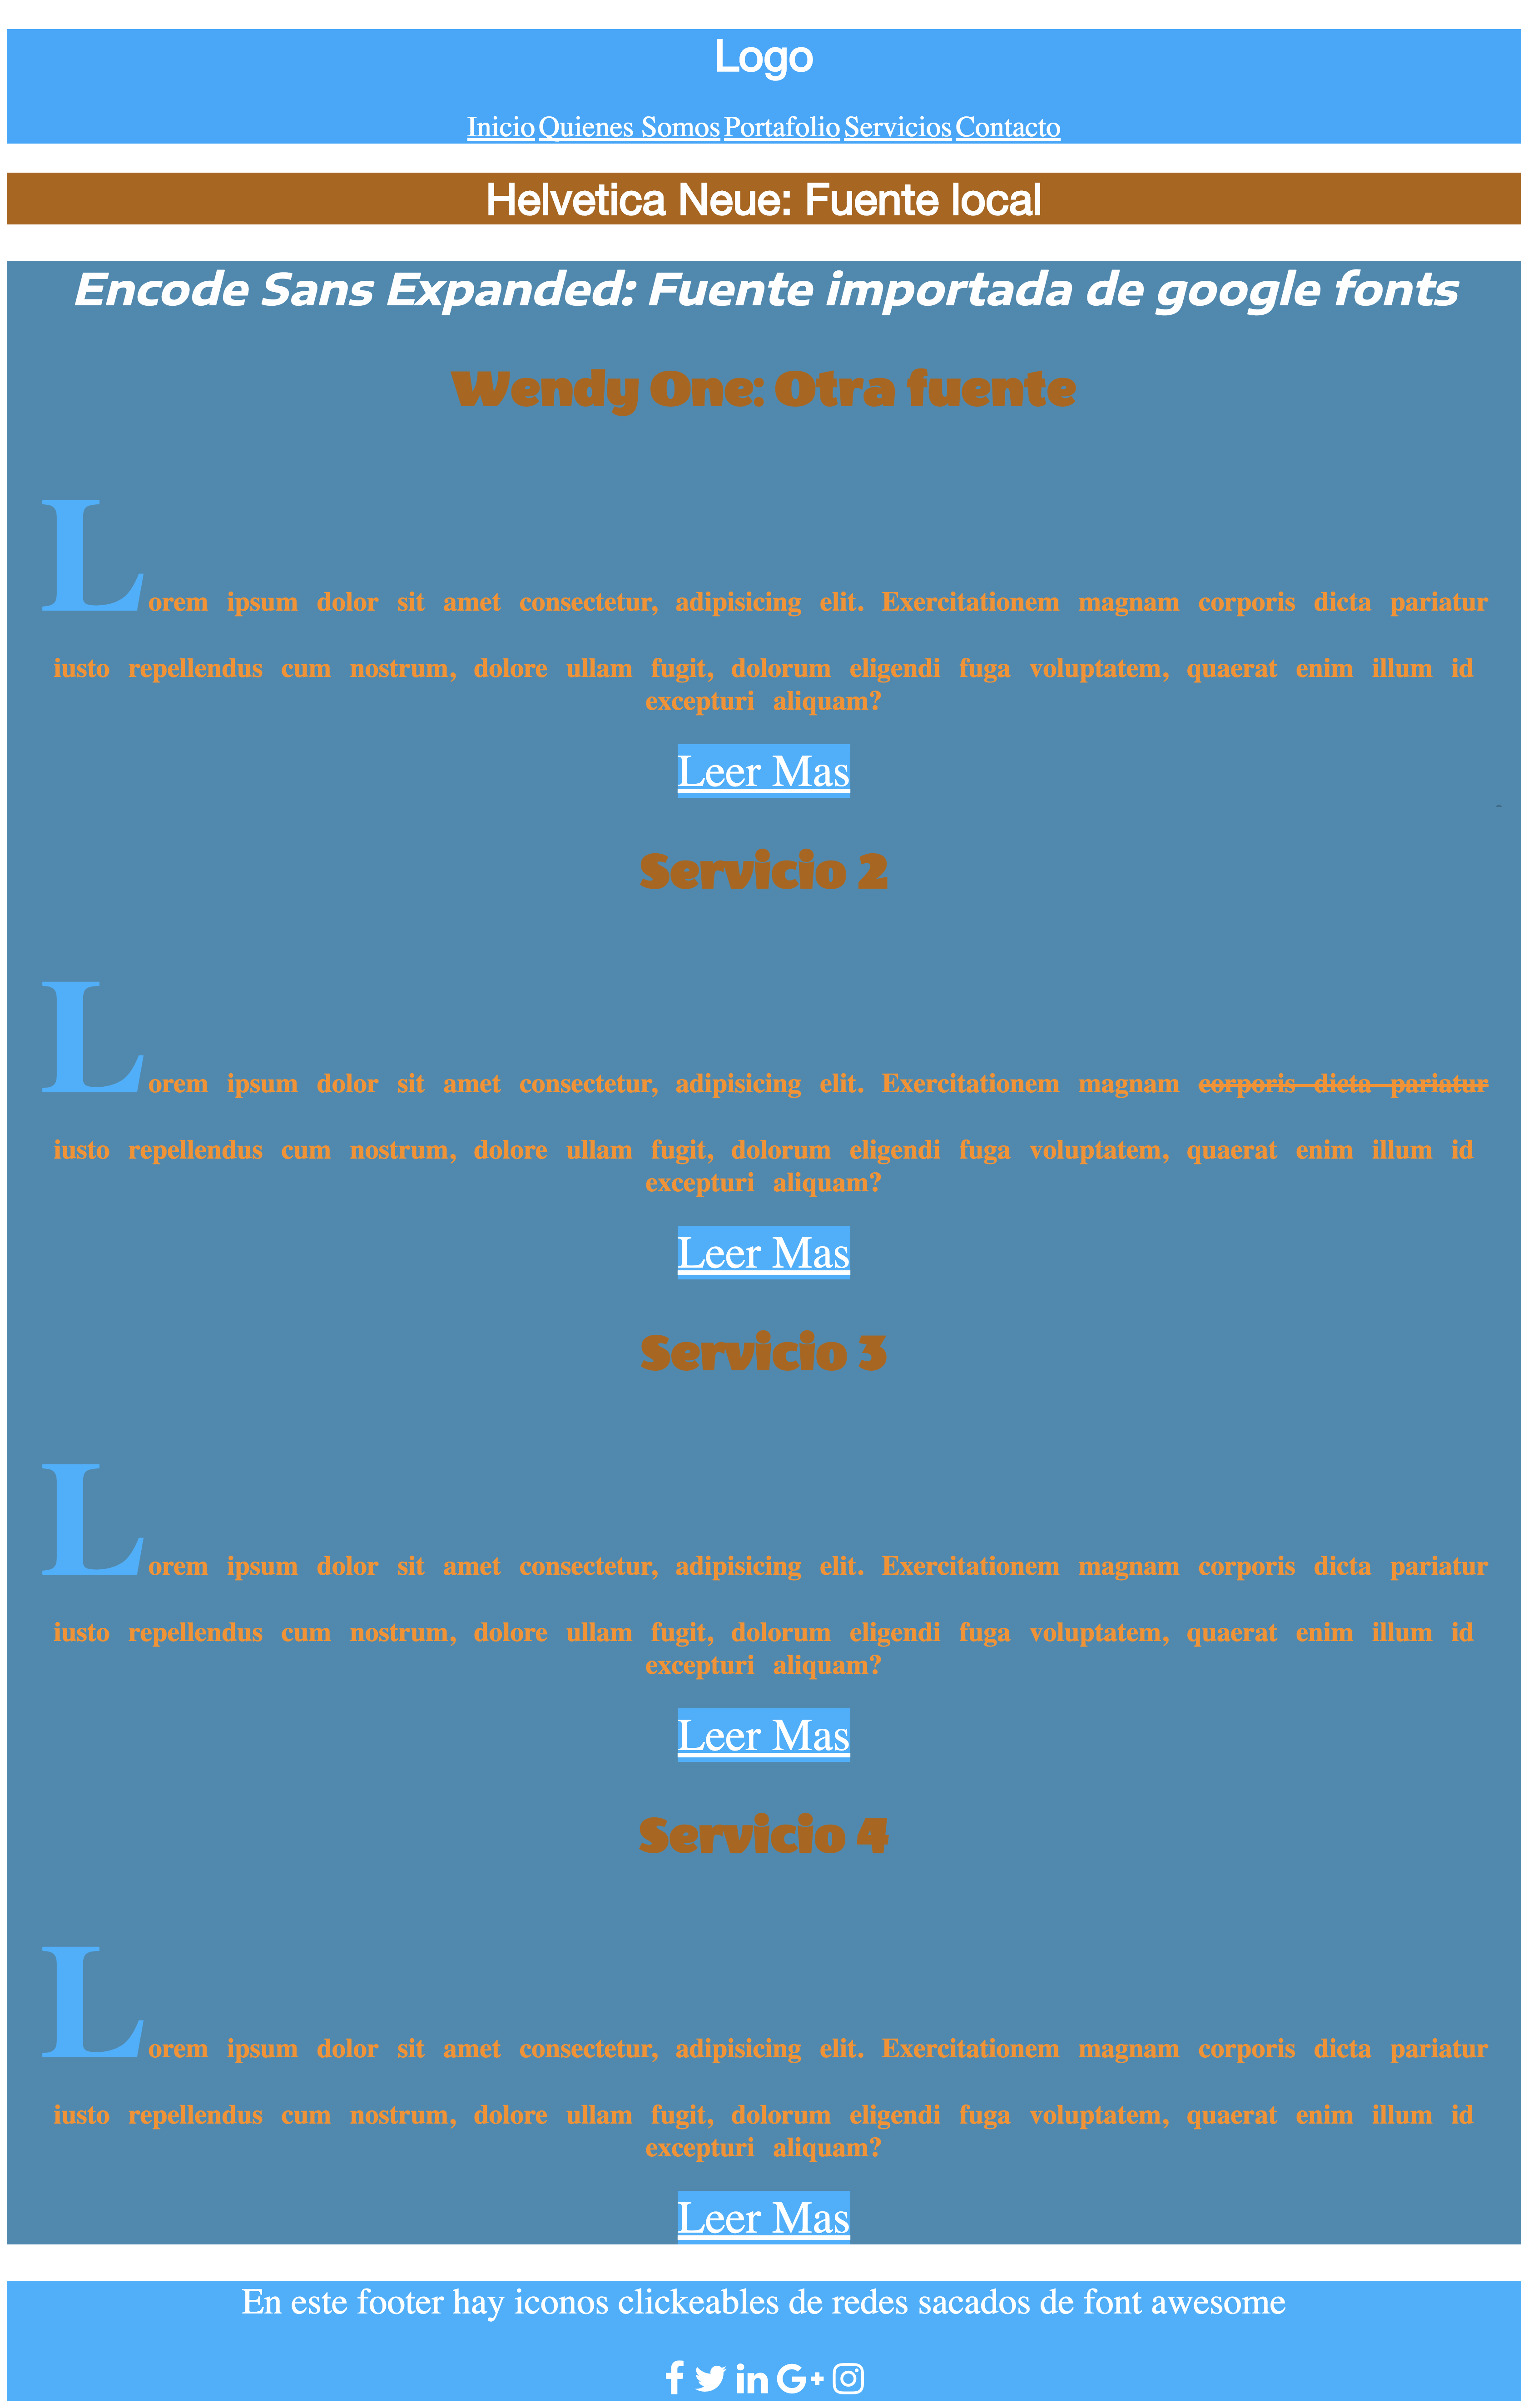 Logo
Inicio Quienes Somos Portafolio Servicios Contacto
Helvetica Neue: Fuente local
Encode Sans Expanded: Fuente importada de google fonts
Wendy One: Otra fuente
Lorem ipsum dolor sit amet consectetur, adipisicing elit. Exercitationem magnam corporis dicta pariatur
iusto repellendus cum nostrum, dolore ullam fugit, dolorum eligendi fuga voluptatem, quaerat enim illum id
excepturi aliquam?
Leer Mas
Servicio 2
Lorem ipsum dolor sit amet consectetur, adipisicing elit. Exercitationem magnam corporis dicta pariatur
iusto repellendus cum nostrum, dolore ullam fugit, dolorum eligendi fuga voluptatem, quaerat enim illum id
excepturi aliquam?
Leer Mas
Servicio 3
Lorem ipsum dolor sit amet consectetur, adipisicing elit. Exercitationem magnam corporis dicta pariatur
iusto repellendus cum nostrum, dolore ullam fugit, dolorum eligendi fuga voluptatem, quaerat enim illum id
excepturi aliquam?
Leer Mas
Servicio 4
Lorem ipsum dolor sit amet consectetur, adipisicing elit. Exercitationem magnam corporis dicta pariatur
iusto repellendus cum nostrum, dolore ullam fugit, dolorum eligendi fuga voluptatem, quaerat enim illum id
excepturi aliquam?
Leer Mas
En este footer hay iconos clickeables de redes sacados de font awesome